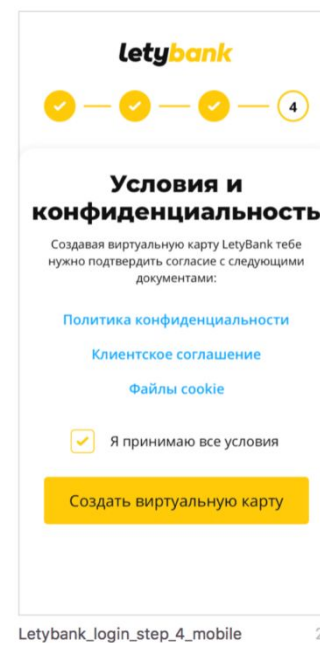 letybank
4
Условия и
конфиденциальность
Создавая виртуальную карту LetyBank тебе
нужно подтвердить согласие с следующими
документами:
Политика конфиденциальности
Клиентское соглашение
Файлы cookie
Я принимаю все условия
Создать виртуальную карту
Letybank_login_step_4_mobile